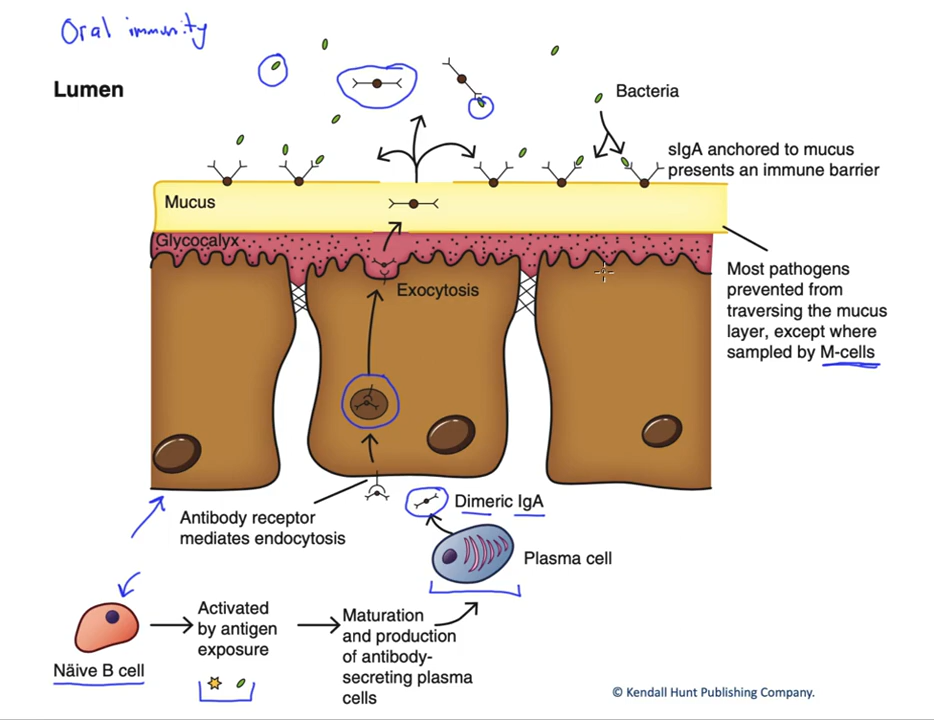 Oral immunity
Lumen
Bacteria
sIgA anchored to mucus
presents an immune barrier
Mucus
Glycocalyx
Exocytosis
Most pathogens
prevented from
traversing the mucus
layer, except where
sampled by M-cells
Antibody receptor
mediates endocytosis
Dimeric IgA
Plasma cell
Näive B cell
Activated
by antigen
exposure
Maturation
and production
of antibody-
secreting plasma
cells
© Kendall Hunt Publishing Company.